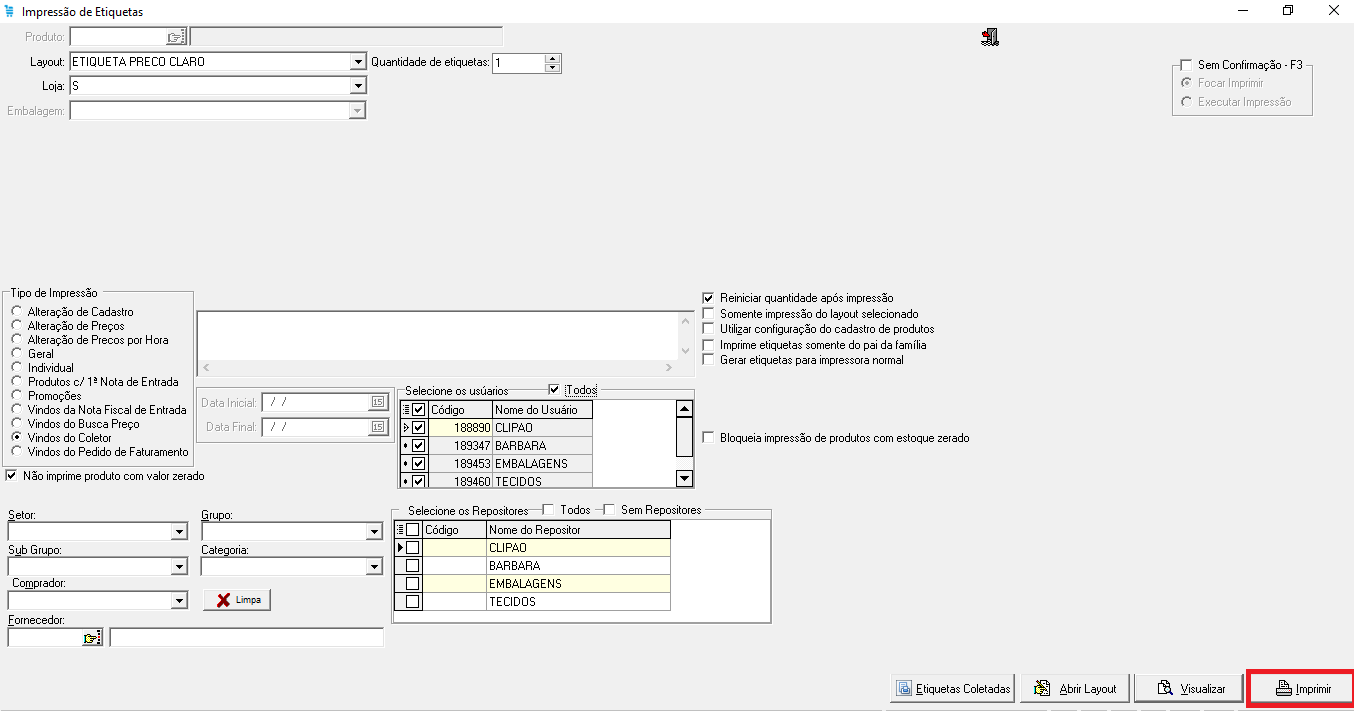 Impressão de Etiquetas
Produto:
Layout: ETIQUETA PRECO CLARO Quantidade de etiquetas: 1
Loja: S
Embalagem:
Sem Confirmação - F3
Focar Imprimir
Executar Impressão
Tipo de Impressão
Alteração de Cadastro
Alteração de Preços
Alteração de Precos por Hora
Geral
Individual
Produtos c/ 1ª Nota de Entrada
Promoções
Vindos da Nota Fiscal de Entrada
Vindos do Busca Preço
Vindos do Coletor
Vindos do Pedido de Faturamento
Não imprime produto com valor zerado
Reiniciar quantidade após impressão
Somente impressão do layout selecionado
Utilizar configuração do cadastro de produtos
Imprime etiquetas somente do pai da família
Gerar etiquetas para impressora normal
Data Inicial: / / 15
Data Final: / / 15
Selecione os usúarios Todos
Código Nome do Usuário
188890 CLIPAO
189347 BARBARA
189453 EMBALAGENS
189460 TECIDOS
Bloqueia impressão de produtos com estoque zerado
Setor: Grupo:
Sub Grupo: Categoria:
Comprador:
Limpa
Fornecedor:
Selecione os Repositores Todos Sem Repositores
Código Nome do Repositor
CLIPAO
BARBARA
EMBALAGENS
TECIDOS
Etiquetas Coletadas Abrir Layout Visualizar Imprimir